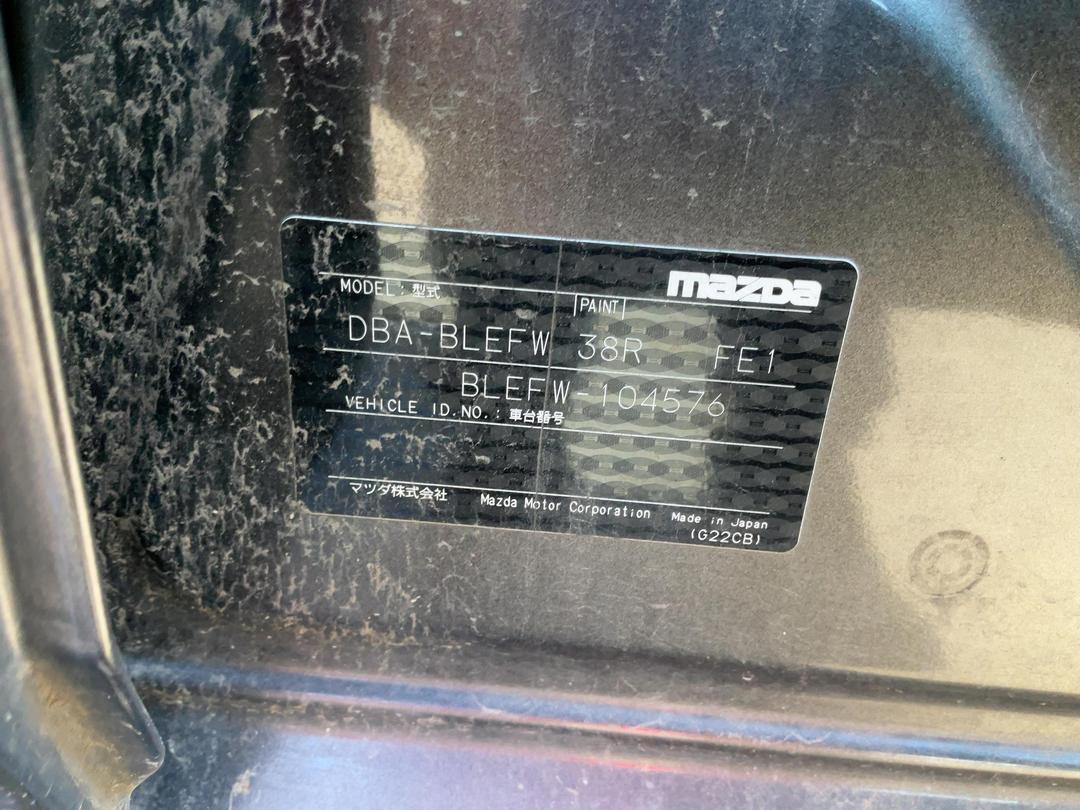 mazda
MODEL: 型式 PAINT
DBA-BLEFW 38R FE1
BLEFW-104576
VEHICLE ID.NO.: 車台番号
マツダ株式会社 Mazda Motor Corporation Made in Japan
(G22CB)